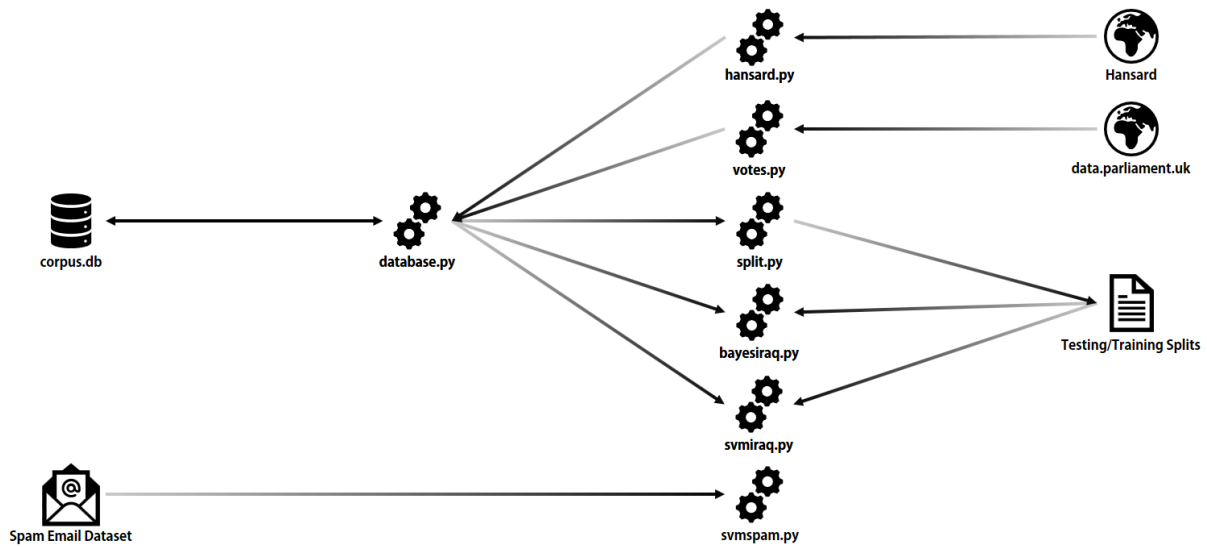 hansard.py
Hansard
votes.py
data.parliament.uk
corpus.db
database.py
split.py
bayesiraq.py
Testing/Training Splits
svmiraq.py
@
Spam Email Dataset
svmspam.py